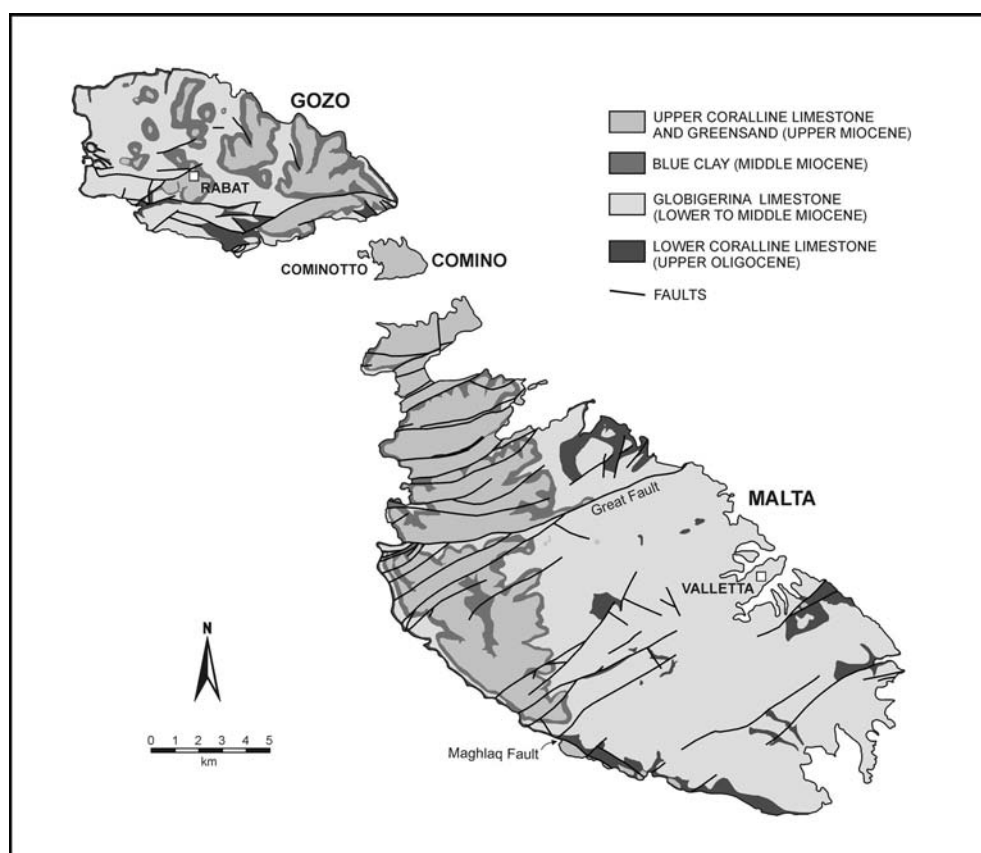 GOZO
RABAT
COMINOTTO
COMINO
UPPER CORALLINE LIMESTONE
AND GREENSAND (UPPER MIOCENE)
BLUE CLAY (MIDDLE MIOCENE)
GLOBIGERINA LIMESTONE
(LOWER TO MIDDLE MIOCENE)
LOWER CORALLINE LIMESTONE
(UPPER OLIGOCENE)
FAULTS
Great Fault
MALTA
VALLETTA
N
0 1 2 3 4 5
km
Maghlaq Fault